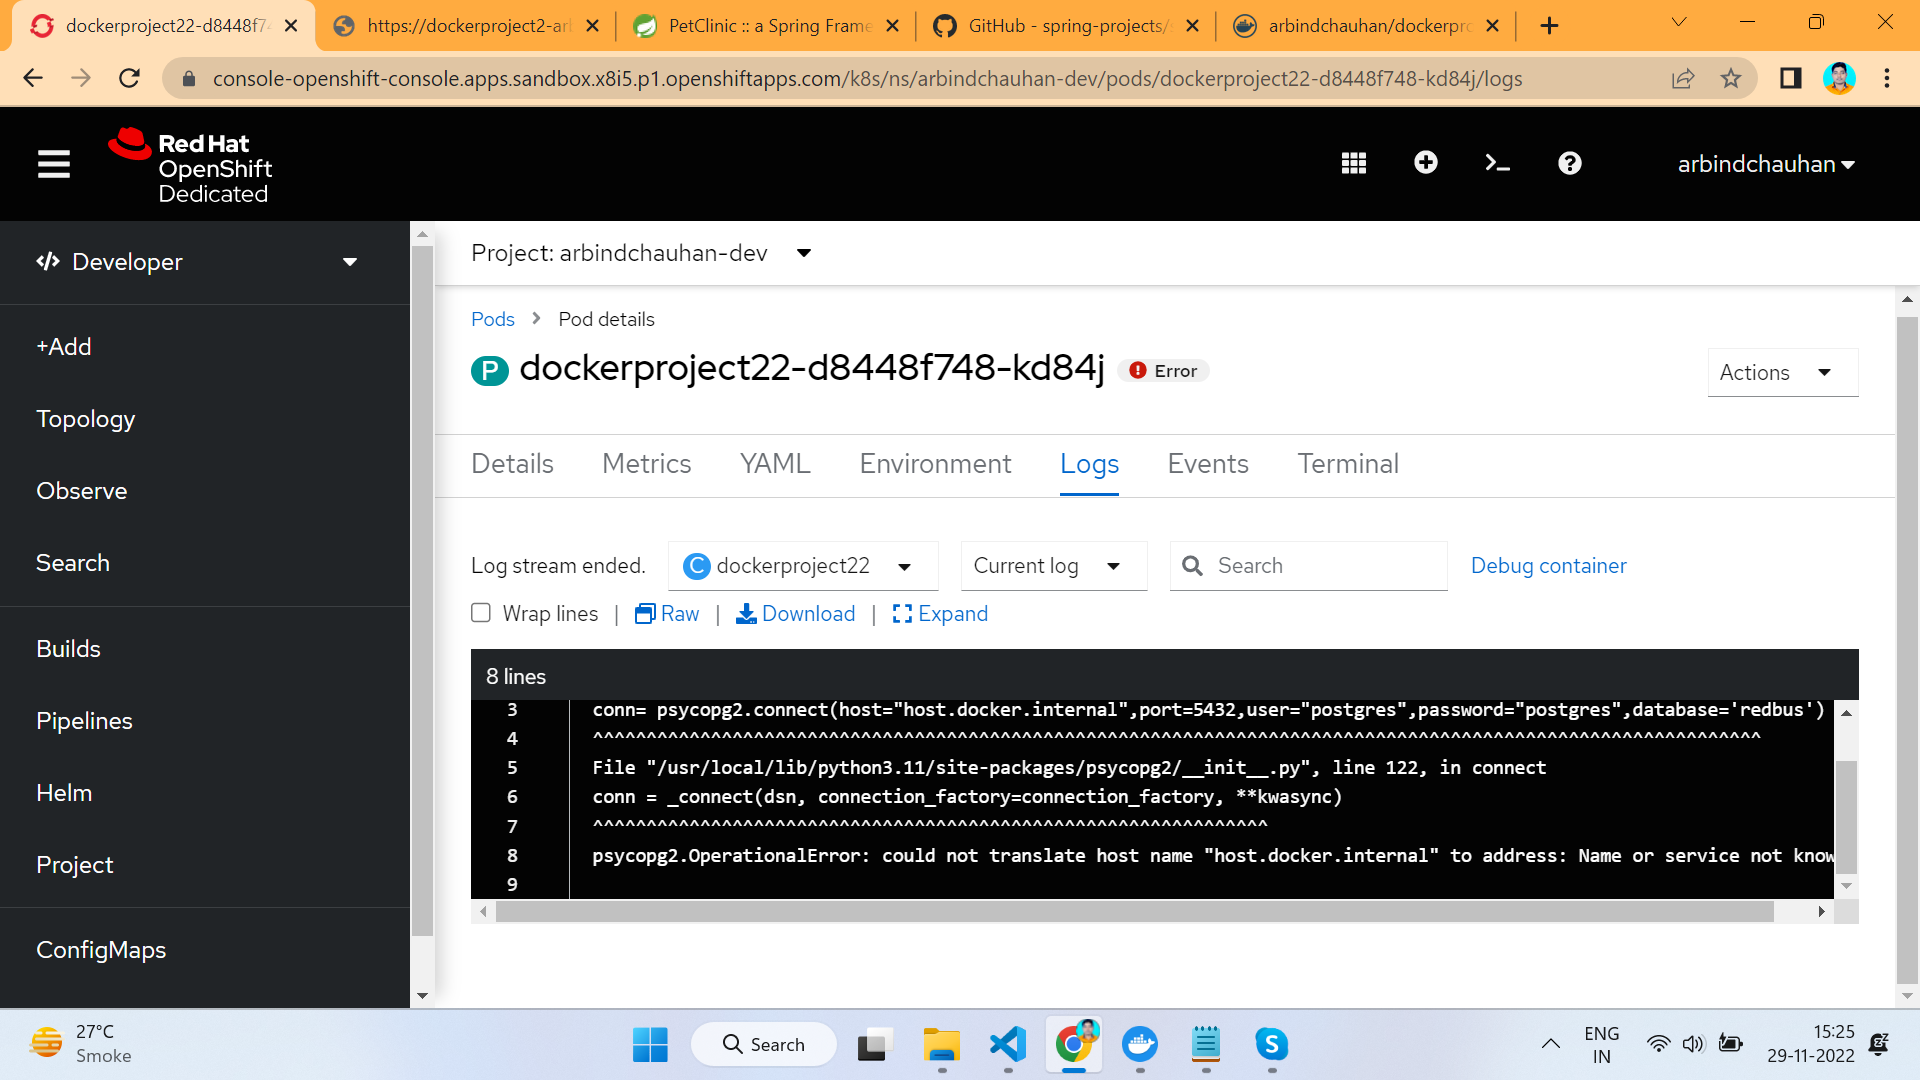 dockerproject22-d8448f74
https://dockerproject2-arb
PetClinic :: a Spring Frame
GitHub - spring-projects/s
arbindchauhan/dockerpro
console-openshift-console.apps.sandbox.x8i5.p1.openshiftapps.com/k8s/ns/arbindchauhan-dev/pods/dockerproject22-d8448f748-kd84j/logs
Red Hat
OpenShift
Dedicated
arbindchauhan
Developer
+Add
Topology
Observe
Search
Builds
Pipelines
Helm
Project
ConfigMaps
Project: arbindchauhan-dev
Pods > Pod details
P dockerproject22-d8448f748-kd84j Error
Actions
Details Metrics YAML Environment Logs Events Terminal
Log stream ended. C dockerproject22 Current log Search Debug container
Wrap lines | Raw | Download | Expand
8 lines
3 conn= psycopg2.connect(host="host.docker.internal",port=5432,user="postgres",password="postgres",database='redbus')
4 ^^^^^^^^^^^^^^^^^^^^^^^^^^^^^^^^^^^^^^^^^^^^^^^^^^^^^^^^^^^^^^^^^^^^^^^^^^^^^^^^^^^^^^^^^^^^^^^^^^^^^^^^^^^^^
5 File "/usr/local/lib/python3.11/site-packages/psycopg2/__init__.py", line 122, in connect
6 conn = _connect(dsn, connection_factory=connection_factory, **kwasync)
7 ^^^^^^^^^^^^^^^^^^^^^^^^^^^^^^^^^^^^^^^^^^^^^^^^^^^^^^^^^^^^^^^
8 psycopg2.OperationalError: could not translate host name "host.docker.internal" to address: Name or service not know
9
27°C
Smoke
Search
ENG
IN
15:25
29-11-2022